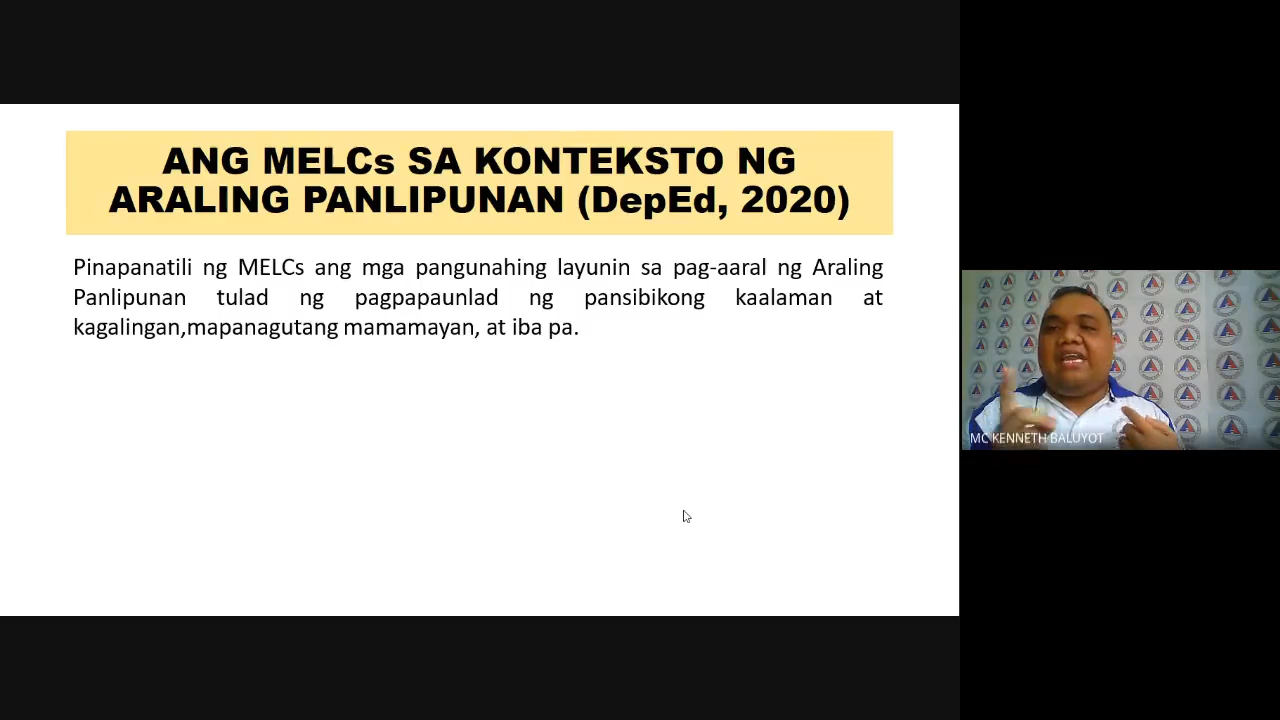 ANG MELCs SA KONTEKSTO NG
ARALING PANLIPUNAN (DepEd, 2020)
Pinapanatili ng MELCs ang mga pangunahing layunin sa pag-aaral ng Araling
Panlipunan tulad ng pagpapaunlad ng pansibikong kaalaman at
kagalingan,mapanagutang mamamayan, at iba pa.
MC KENNETH BALUYOT